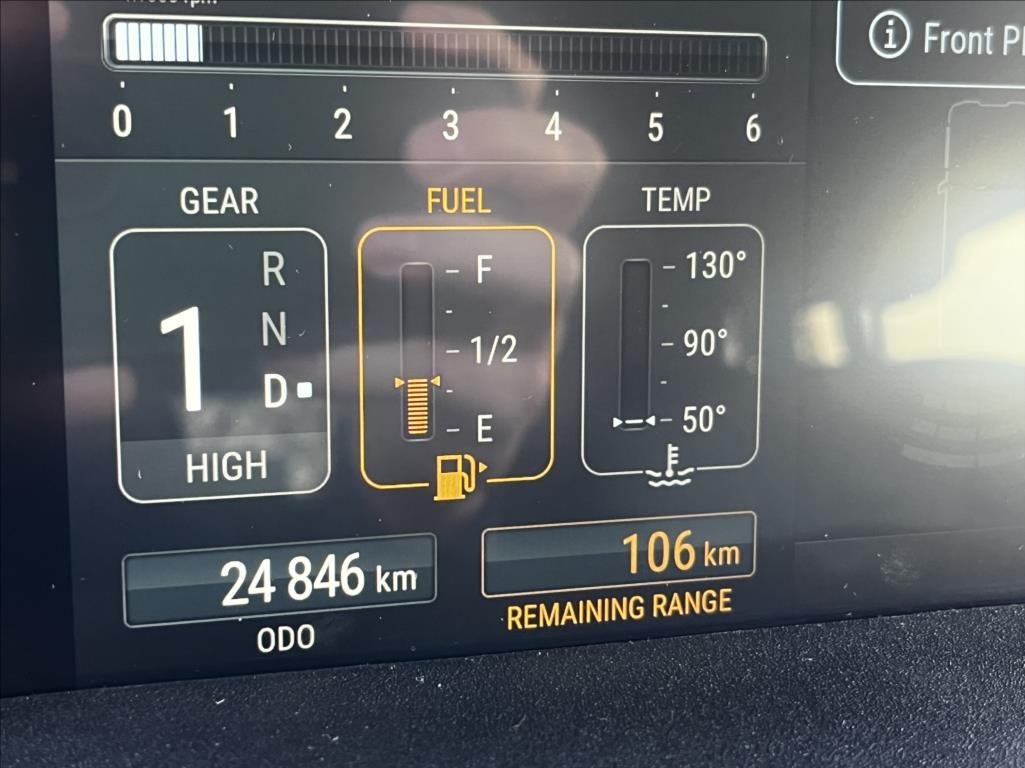 0 1 2 3 4 5 6
Front
GEAR
R
N
1
D
HIGH
FUEL
F
1/2
E
TEMP
130°
90°
50°
24 846 km
ODO
106 km
REMAINING RANGE